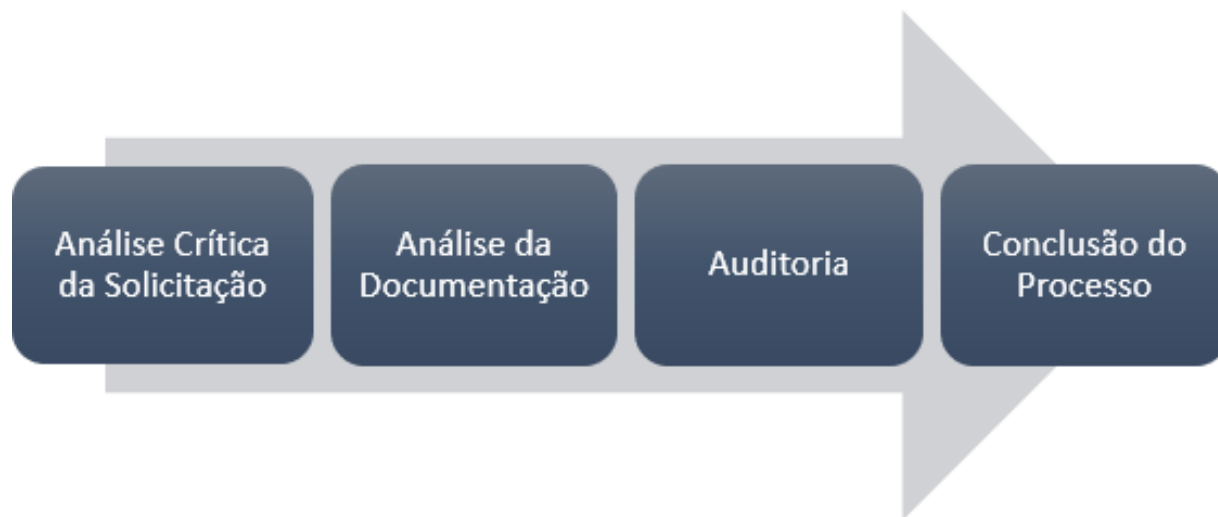 Análise Crítica
da Solicitação
Análise da
Documentação
Auditoria
Conclusão do
Processo